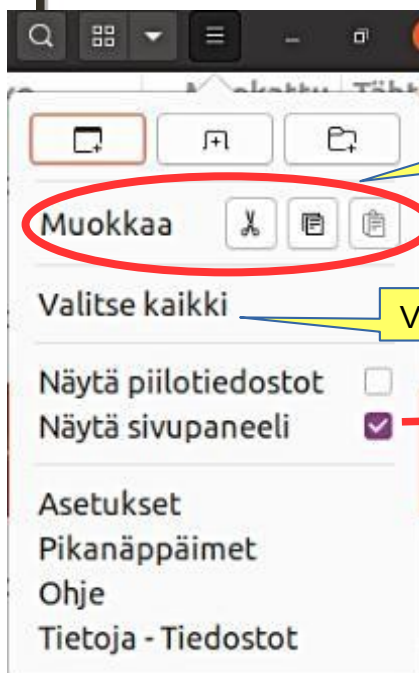 Muokkaa
Valitse kaikki
V
Näytä piilotiedostot
Näytä sivupaneeli
Asetukset
Pikanäppäimet
Ohje
Tietoja - Tiedostot